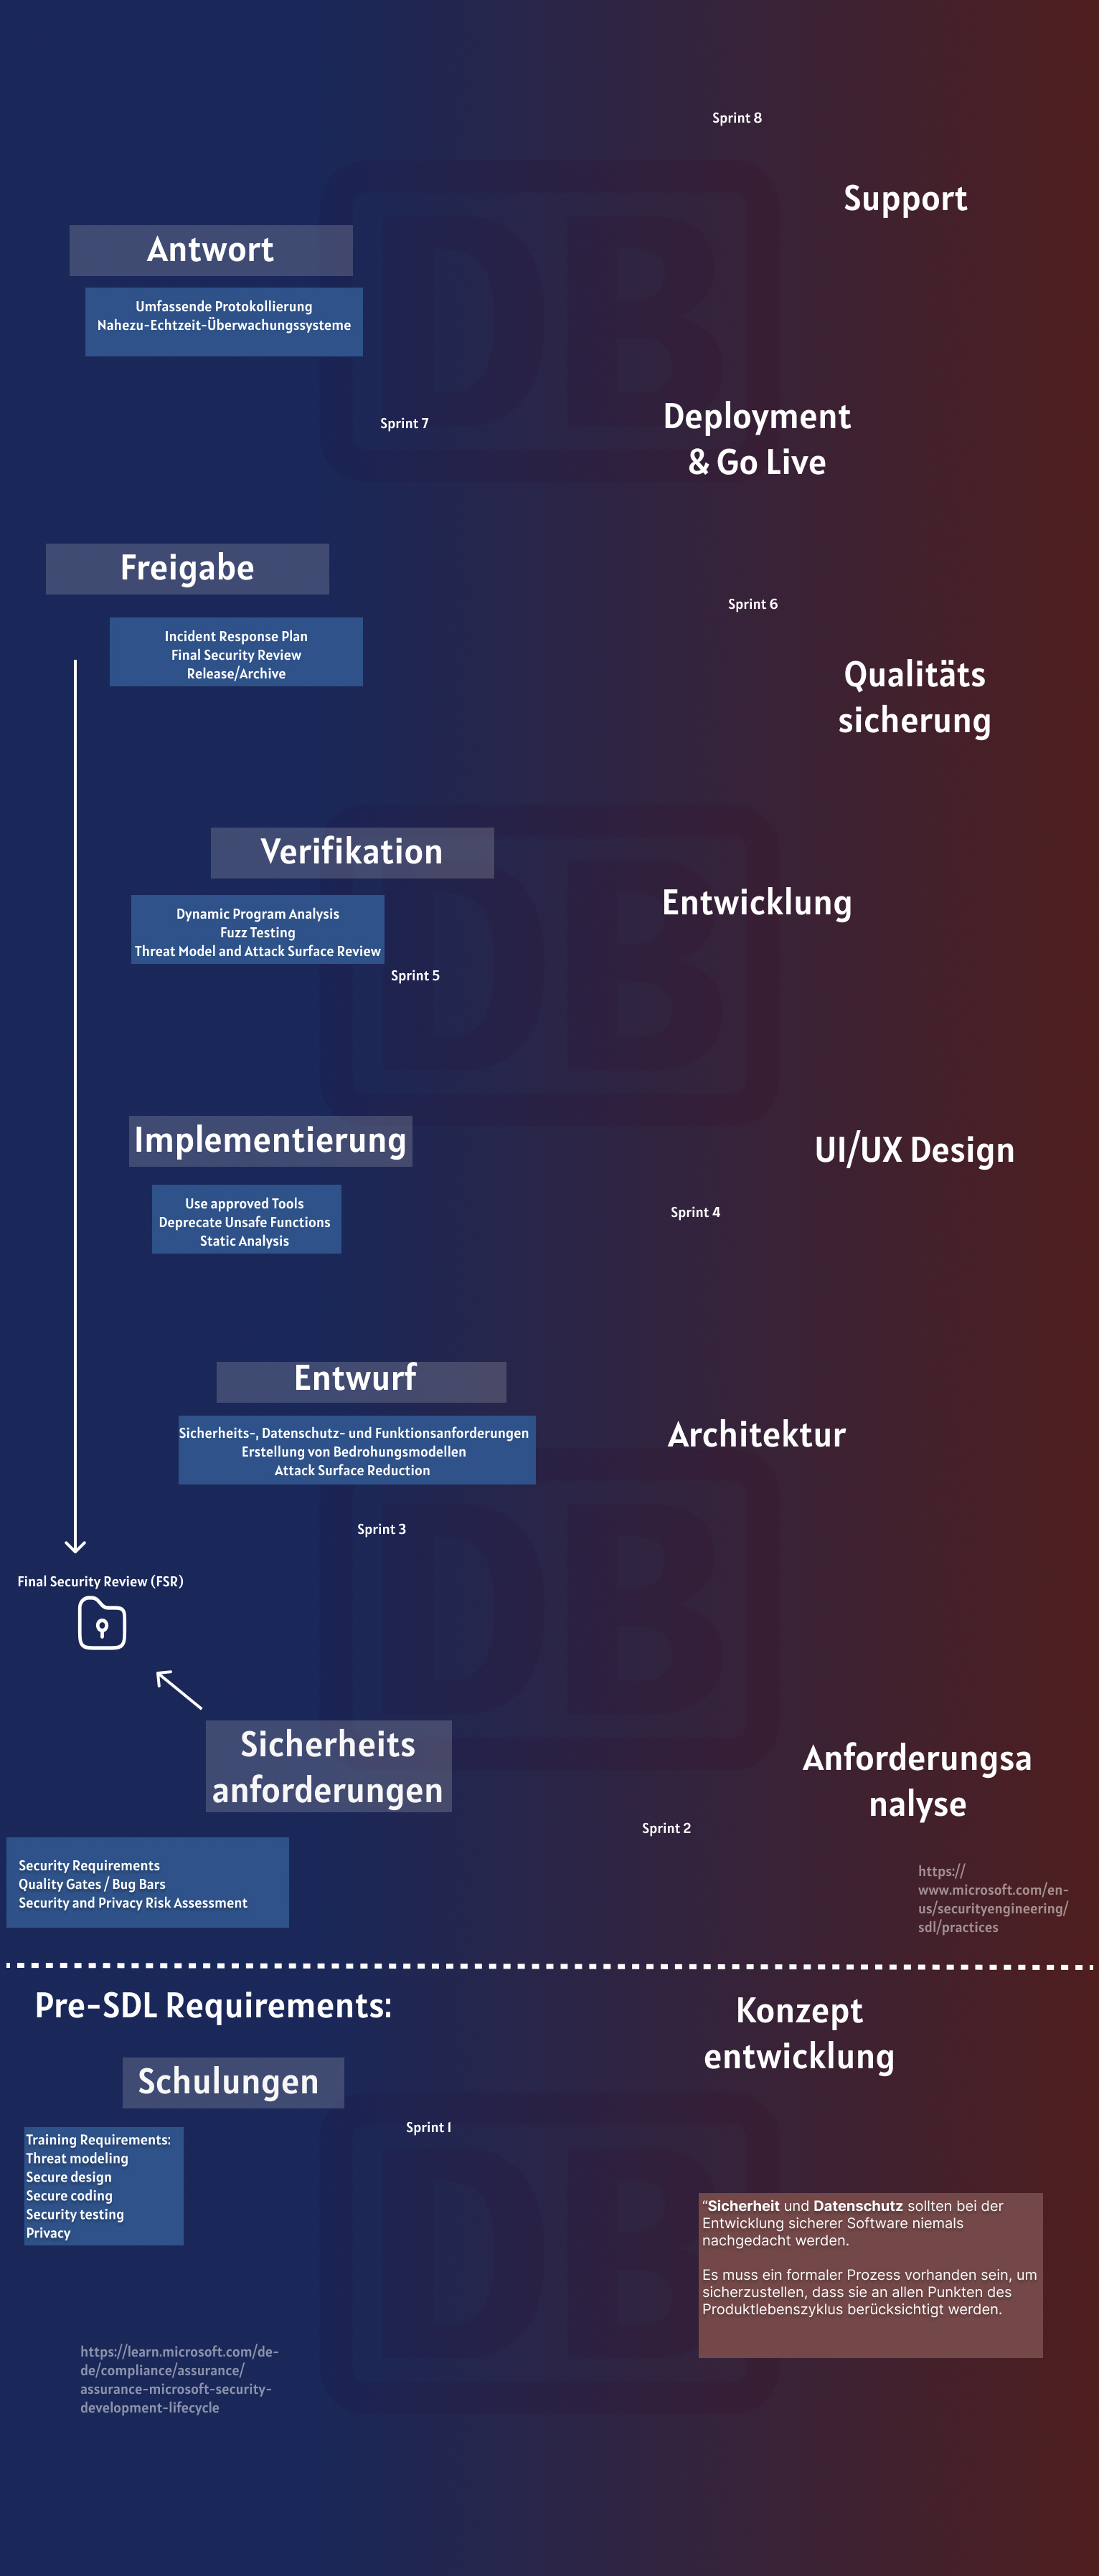 Sprint 8
Support
Antwort
Umfassende Protokollierung
Nahezu-Echtzeit-Überwachungssysteme
Deployment
& Go Live
Sprint 7
Freigabe
Sprint 6
Incident Response Plan
Final Security Review
Release/Archive
Qualitäts
sicherung
Verifikation
Entwicklung
Dynamic Program Analysis
Fuzz Testing
Threat Model and Attack Surface Review
Sprint 5
Implementierung
UI/UX Design
Use approved Tools
Deprecate Unsafe Functions
Static Analysis
Sprint 4
Entwurf
Sicherheits-, Datenschutz- und Funktionsanforderungen
Erstellung von Bedrohungsmodellen
Attack Surface Reduction
Architektur
Sprint 3
Final Security Review (FSR)
Sicherheits
anforderungen
Anforderungsa
nalyse
Sprint 2
Security Requirements
Quality Gates / Bug Bars
Security and Privacy Risk Assessment
https://
www.microsoft.com/en-
us/securityengineering/
sdl/practices
Pre-SDL Requirements:
Konzept
entwicklung
Schulungen
Sprint 1
Training Requirements:
Threat modeling
Secure design
Secure coding
Security testing
Privacy
“Sicherheit und Datenschutz sollten bei der
Entwicklung sicherer Software niemals
nachgedacht werden.
Es muss ein formaler Prozess vorhanden sein, um
sicherzustellen, dass sie an allen Punkten des
Produktlebenszyklus berücksichtigt werden.
https://learn.microsoft.com/de-
de/compliance/assurance/
assurance-microsoft-security-
development-lifecycle
DB
DB
DB
DB